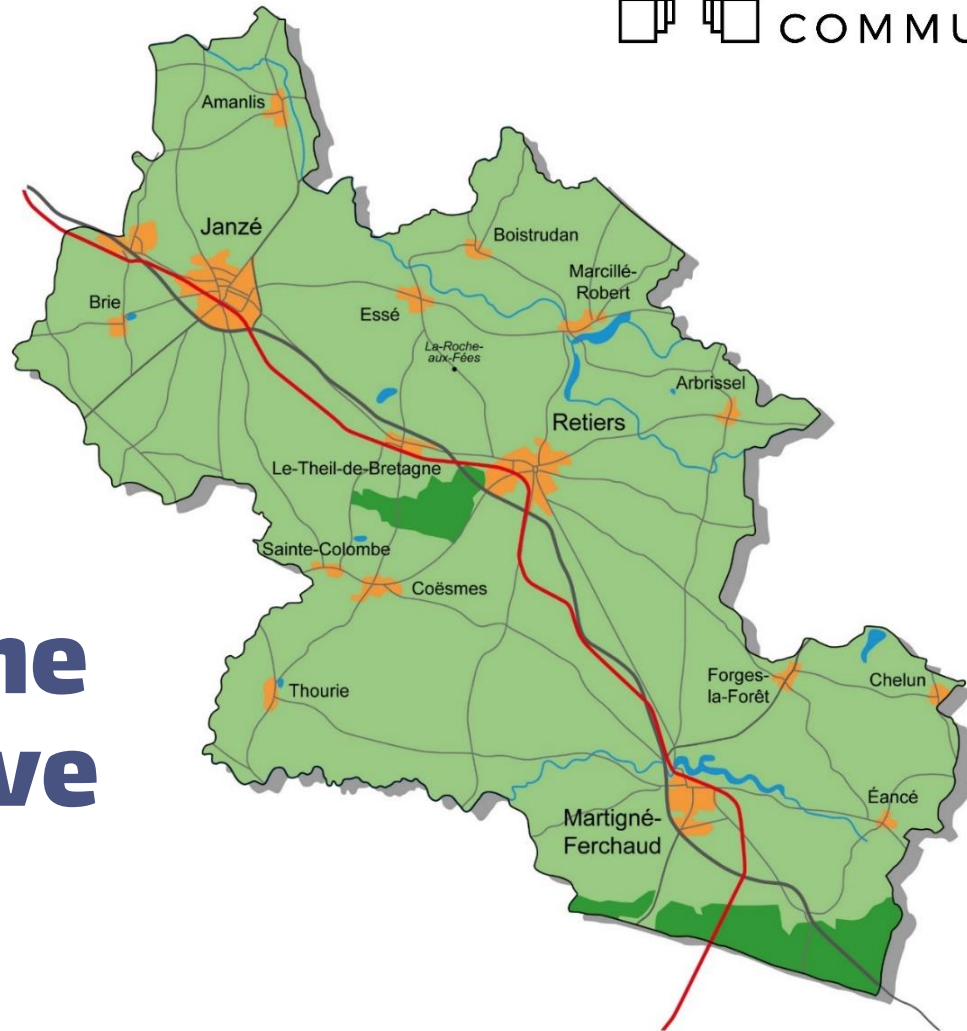 COMMU
Amanlis
Janzé
Boistrudan
Marcillé-
Robert
Brie
Essé
La-Roche-
aux-Fées
Arbrissel
Retiers
Le-Theil-de-Bretagne
Sainte-Colombe
Coësmes
ne
Forges-
la-Forêt
Chelun
Thourie
ve
Éancé
Martigné-
Ferchaud